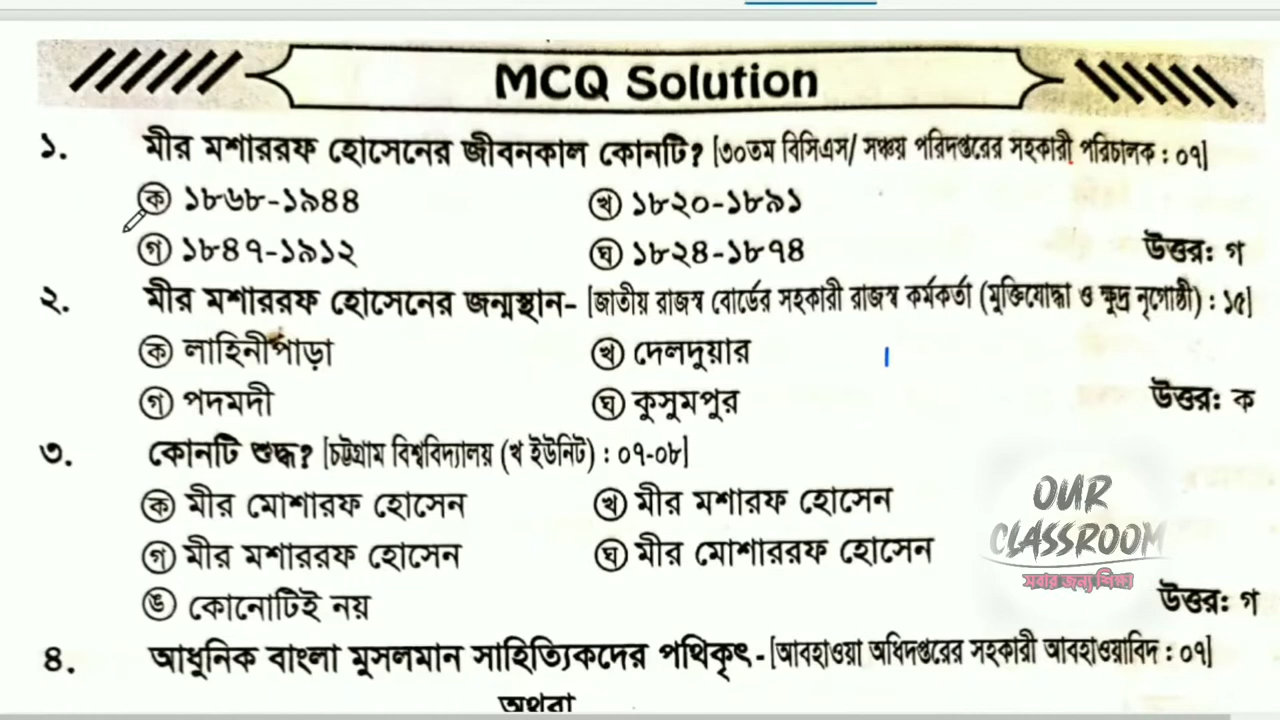 MCQ Solution
১. মীর মশাররফ হোসেনের জীবনকাল কোনটি? [৩০তম বিসিএস/ সঞ্চয় পরিদপ্তরের সহকারী পরিচালক : ০৭]
ক ১৮৬৮-১৯৪৪ খ ১৮২০-১৮৯১
গ ১৮৪৭-১৯১২ ঘ ১৮২৪-১৮৭৪ উত্তর: গ
২. মীর মশাররফ হোসেনের জন্মস্থান- [জাতীয় রাজস্ব বোর্ডের সহকারী রাজস্ব কর্মকর্তা (মুক্তিযোদ্ধা ও ক্ষুদ্র নৃগোষ্ঠী) : ১৫]
ক লাহিনীপাড়া খ দেলদুয়ার
গ পদমদী ঘ কুসুমপুর উত্তর: ক
৩. কোনটি শুদ্ধ? [চট্টগ্রাম বিশ্ববিদ্যালয় (খ ইউনিট) : ০৭-০৮]
ক মীর মোশারফ হোসেন খ মীর মশারফ হোসেন
গ মীর মশাররফ হোসেন ঘ মীর মোশাররফ হোসেন
ঙ কোনোটিই নয় উত্তর: গ
OUR
CLASSROOM
সবার জন্য শিক্ষা
৪. আধুনিক বাংলা মুসলমান সাহিত্যিকদের পথিকৃৎ- [আবহাওয়া অধিদপ্তরের সহকারী আবহাওয়াবিদ : ০৭]
অথবা